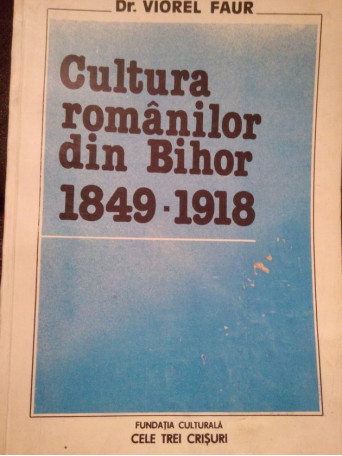 Dr. VIOREL FAUR
Cultura
românilor
din Bihor
1849 - 1918
FUNDAȚIA CULTURALĂ
CELE TREI CRIȘURI